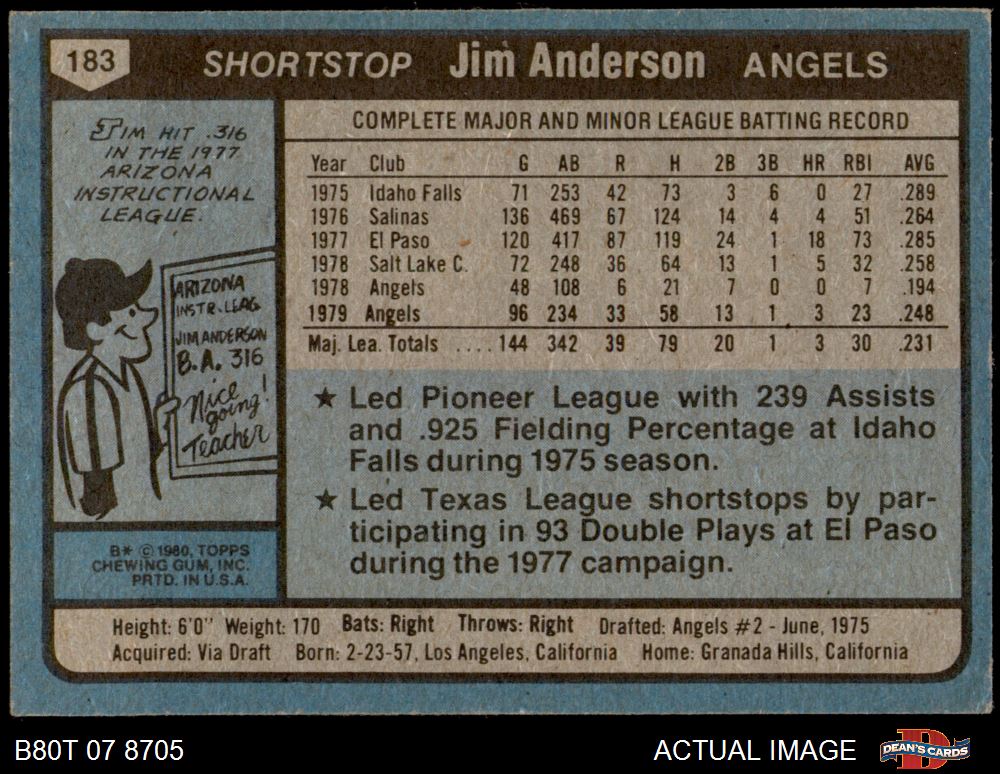 183 SHORTSTOP Jim Anderson ANGELS
JIM HIT .316
IN THE 1977
ARIZONA
INSTRUCTIONAL
LEAGUE.
ARIZONA
INSTR. LEAG
JIM ANDERSON
B.A. 316
Nice
going!
Teacher
B* © 1980, TOPPS
CHEWING GUM, INC.
PRTD. IN U.S.A.
COMPLETE MAJOR AND MINOR LEAGUE BATTING RECORD
Year Club G AB R H 2B 3B HR RBI AVG
1975 Idaho Falls 71 253 42 73 3 6 0 27 .289
1976 Salinas 136 469 67 124 14 4 4 51 .264
1977 El Paso 120 417 87 119 24 1 18 73 .285
1978 Salt Lake C. 72 248 36 64 13 1 5 32 .258
1978 Angels 48 108 6 21 7 0 0 7 .194
1979 Angels 96 234 33 58 13 1 3 23 .248
Maj. Lea. Totals .... 144 342 39 79 20 1 3 30 .231
★ Led Pioneer League with 239 Assists
and .925 Fielding Percentage at Idaho
Falls during 1975 season.
★ Led Texas League shortstops by par-
ticipating in 93 Double Plays at El Paso
during the 1977 campaign.
Height: 6'0" Weight: 170 Bats: Right Throws: Right Drafted: Angels #2 - June, 1975
Acquired: Via Draft Born: 2-23-57, Los Angeles, California Home: Granada Hills, California
B80T 07 8705 ACTUAL IMAGE DEAN'S CARDS